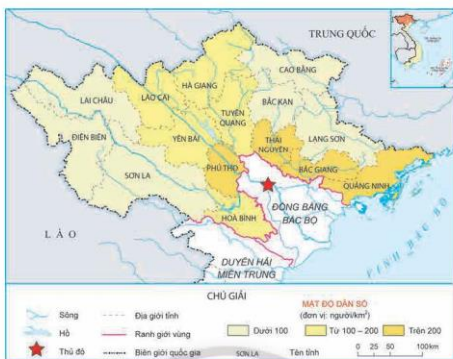 TRUNG QUỐC
HÀ GIANG
CAO BẰNG
LAI CHÂU
LÀO CAI
TUYÊN QUANG
BẮC KẠN
ĐIỆN BIÊN
YÊN BÁI
THÁI NGUYÊN
LẠNG SƠN
SƠN LA
PHÚ THỌ
BẮC GIANG
QUẢNG NINH
ĐỒNG BẰNG BẮC BỘ
HOÀ BÌNH
LÀO
VỊNH BẮC BỘ
DUYÊN HẢI MIỀN TRUNG
CHÚ GIẢI
Sông
Hồ
Thủ đô
Địa giới tỉnh
Ranh giới vùng
Biên giới quốc gia
MẬT ĐỘ DÂN SỐ
(đơn vị: người/km²)
Dưới 100
Từ 100 – 200
Trên 200
SƠN LA Tên tỉnh
0 25 50 100km